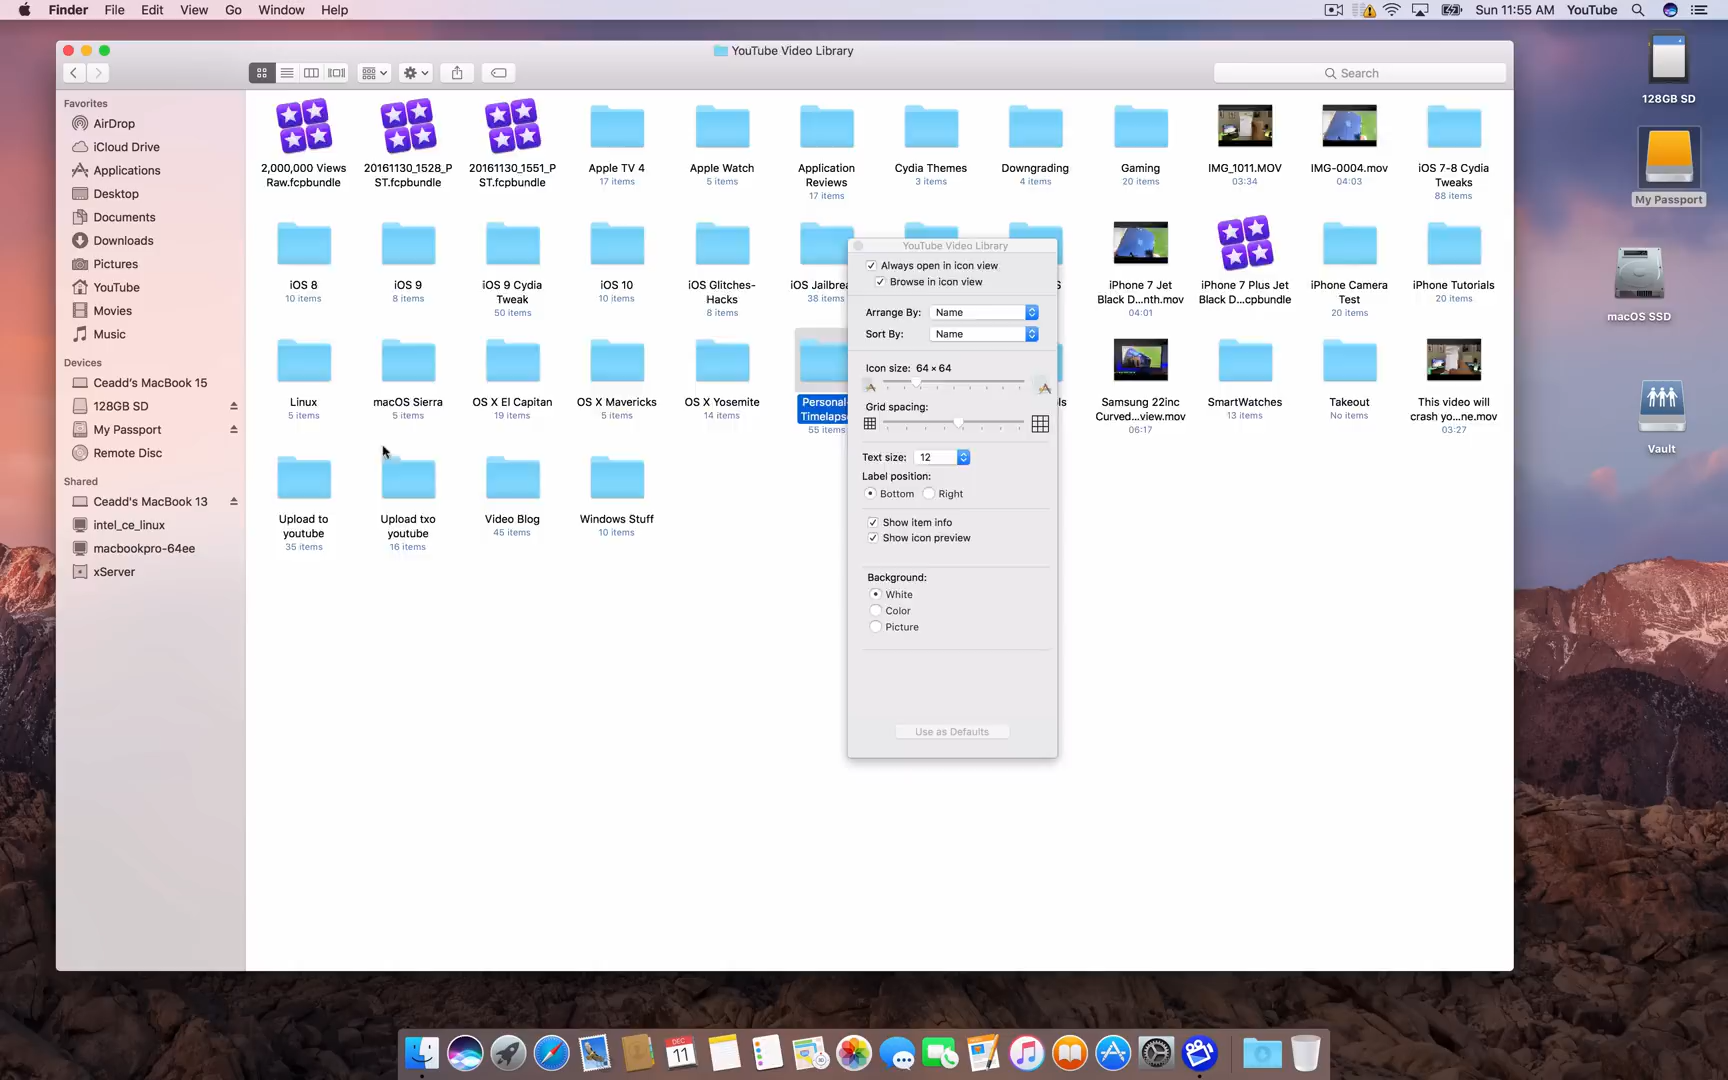 Finder File Edit View Go Window Help
Sun 11:55 AM YouTube
YouTube Video Library
Search
Favorites
AirDrop
iCloud Drive
Applications
Desktop
Documents
Downloads
Pictures
YouTube
Movies
Music
Devices
Ceadd's MacBook 15
128GB SD
My Passport
Remote Disc
Shared
Ceadd's MacBook 13
intel_ce_linux
macbookpro-64ee
xServer
2,000,000 Views
Raw.fcpbundle
20161130_1528_P
ST.fcpbundle
20161130_1551_P
ST.fcpbundle
Apple TV 4
17 items
Apple Watch
5 items
Application
Reviews
17 items
Cydia Themes
3 items
Downgrading
4 items
Gaming
20 items
IMG_1011.MOV
03:34
IMG-0004.mov
04:03
iOS 7-8 Cydia
Tweaks
88 items
iOS 8
10 items
iOS 9
8 items
iOS 9 Cydia
Tweak
50 items
iOS 10
10 items
iOS Glitches-
Hacks
8 items
iOS Jailbrea
38 items
iPhone 7 Jet
Black D...nth.mov
04:01
iPhone 7 Plus Jet
Black D...cpbundle
iPhone Camera
Test
20 items
iPhone Tutorials
20 items
Linux
5 items
macOS Sierra
5 items
OS X El Capitan
19 items
OS X Mavericks
10 items
OS X Yosemite
14 items
Personal-
Timelaps
55 items
Samsung 22inc
Curved...view.mov
06:17
SmartWatches
13 items
Takeout
No items
This video will
crash yo...ne.mov
03:27
Upload to
youtube
35 items
Upload txo
youtube
16 items
Video Blog
45 items
Windows Stuff
10 items
YouTube Video Library
Always open in icon view
Browse in icon view
Arrange By: Name
Sort By: Name
Icon size: 64 × 64
Grid spacing:
Text size: 12
Label position:
Bottom Right
Show item info
Show icon preview
Background:
White
Color
Picture
Use as Defaults
128GB SD
My Passport
macOS SSD
Vault
DEC
11